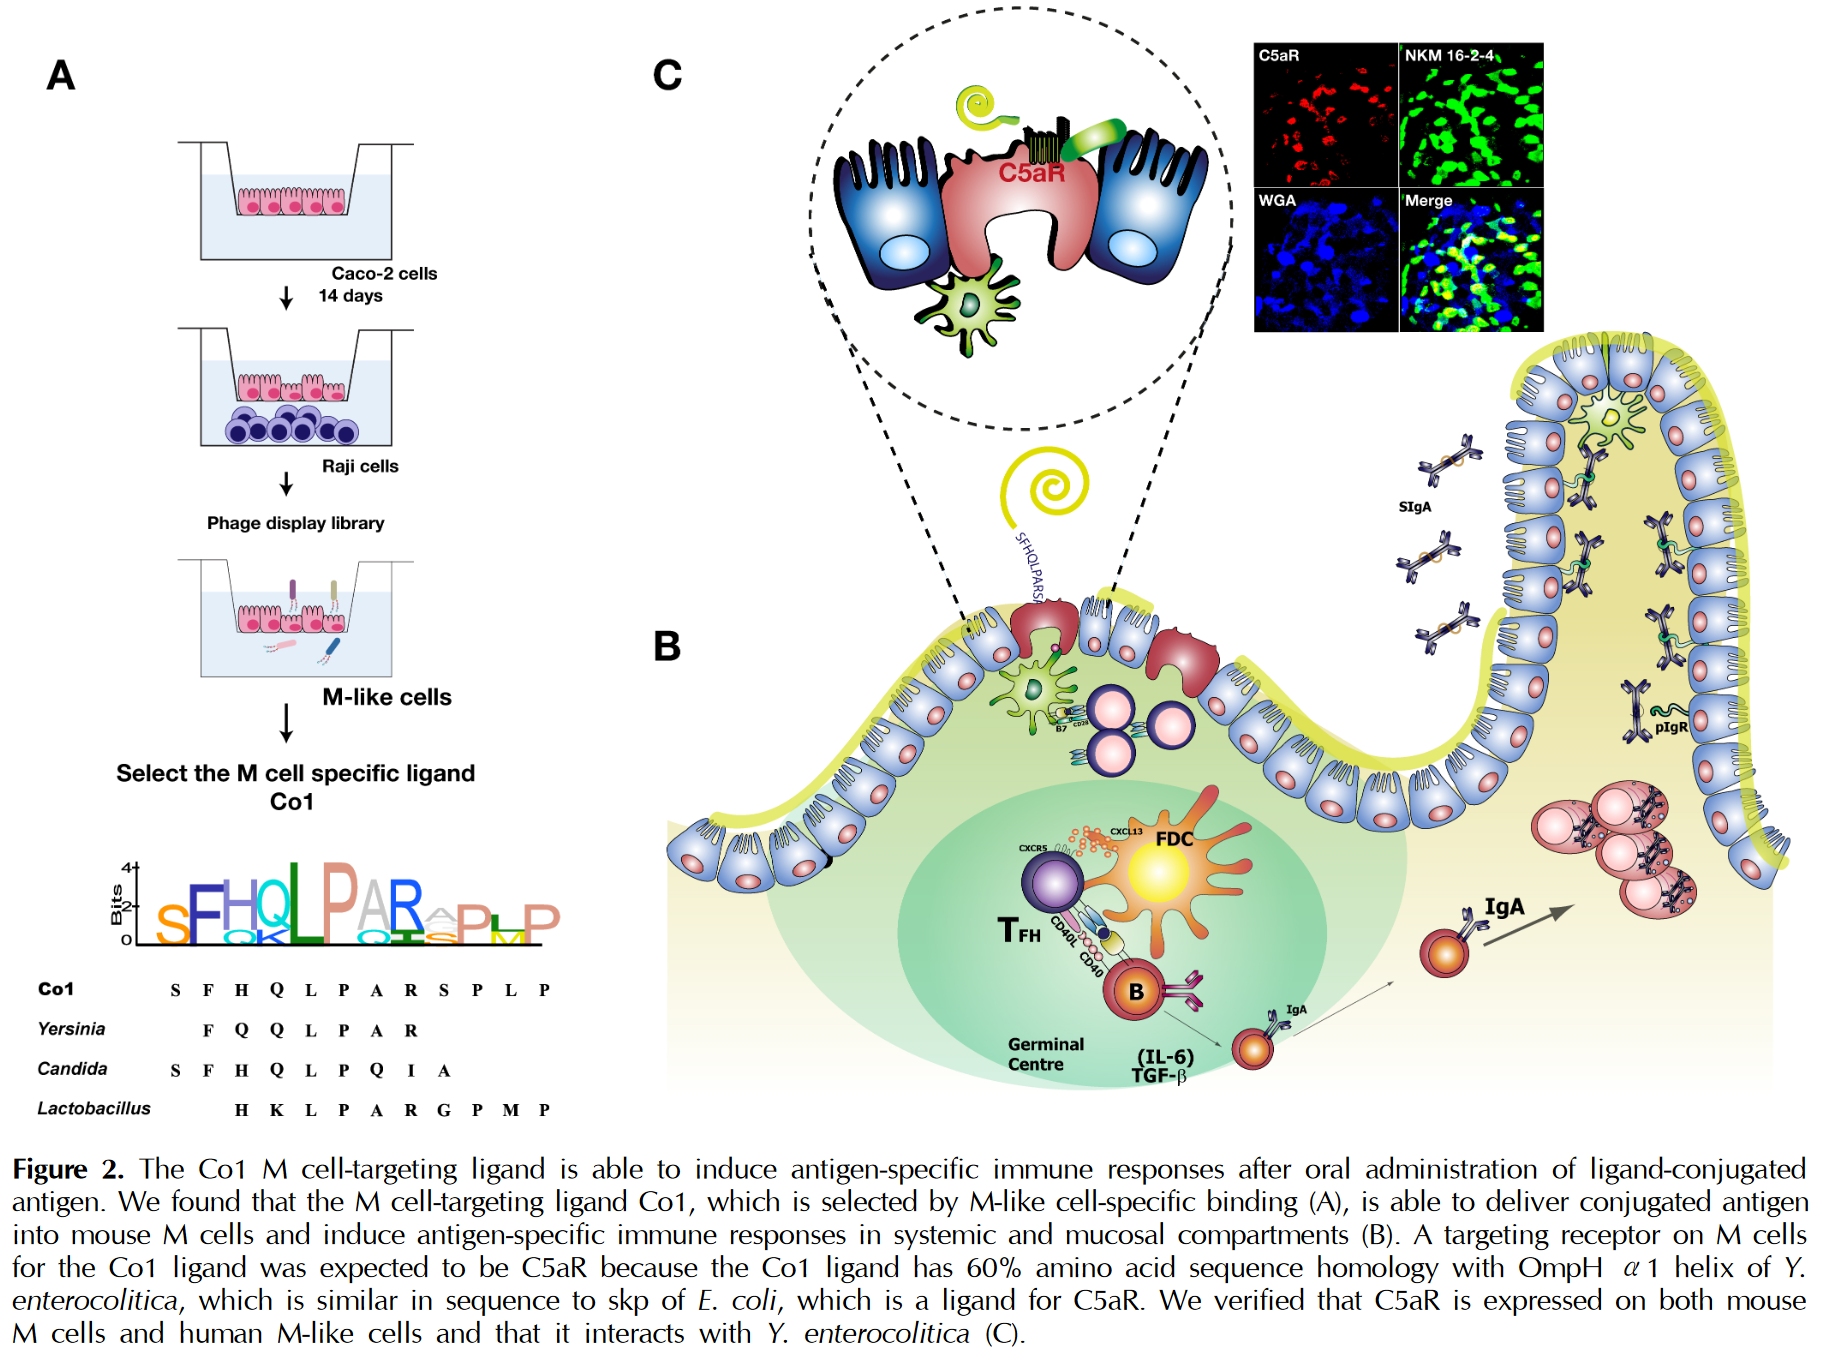 A
Caco-2 cells
14 days
Raji cells
Phage display library
M-like cells
Select the M cell specific ligand
Co1
Bits
4
2
0
SFHQLPARAPLP
QK QISM
Co1 S F H Q L P A R S P L P
Yersinia F Q Q L P A R
Candida S F H Q L P Q I A
Lactobacillus H K L P A R G P M P
C
C5aR
C5aR
NKM 16-2-4
WGA
Merge
SFHQLPARSP
SIgA
pIgR
B
B7
CD28
CXCL13
CXCR5
FDC
TFH
CD40L
CD40
B
IgA
IgA
Germinal
Centre
(IL-6)
TGF-β
Figure 2. The Co1 M cell-targeting ligand is able to induce antigen-specific immune responses after oral administration of ligand-conjugated
antigen. We found that the M cell-targeting ligand Co1, which is selected by M-like cell-specific binding (A), is able to deliver conjugated antigen
into mouse M cells and induce antigen-specific immune responses in systemic and mucosal compartments (B). A targeting receptor on M cells
for the Co1 ligand was expected to be C5aR because the Co1 ligand has 60% amino acid sequence homology with OmpH α1 helix of Y.
enterocolitica, which is similar in sequence to skp of E. coli, which is a ligand for C5aR. We verified that C5aR is expressed on both mouse
M cells and human M-like cells and that it interacts with Y. enterocolitica (C).